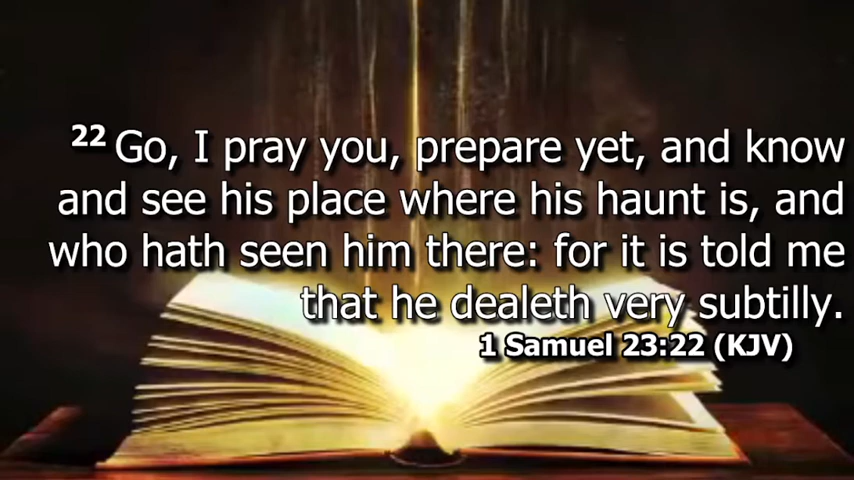 22 Go, I pray you, prepare yet, and know
and see his place where his haunt is, and
who hath seen him there: for it is told me
that he dealeth very subtilly.
1 Samuel 23:22 (KJV)